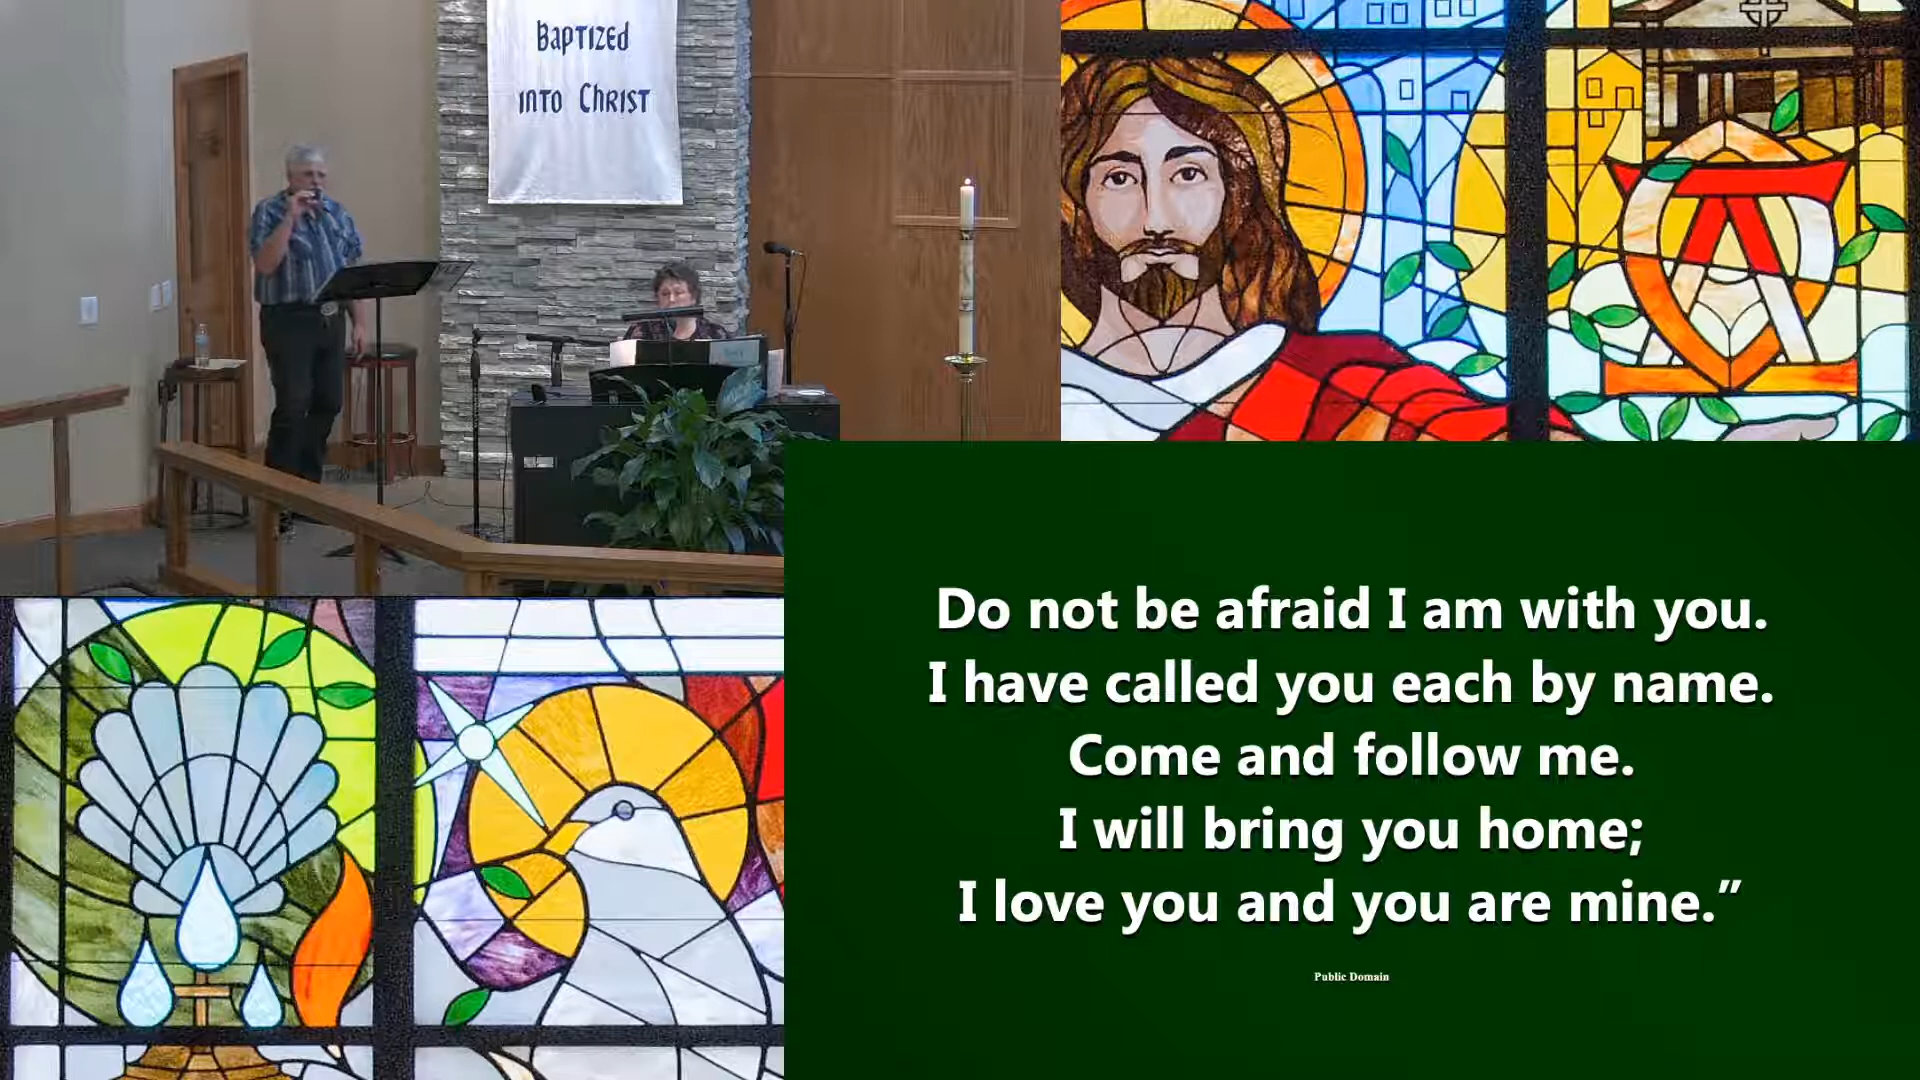 Baptized
into Christ
Do not be afraid I am with you.
I have called you each by name.
Come and follow me.
I will bring you home;
I love you and you are mine.”
Public Domain